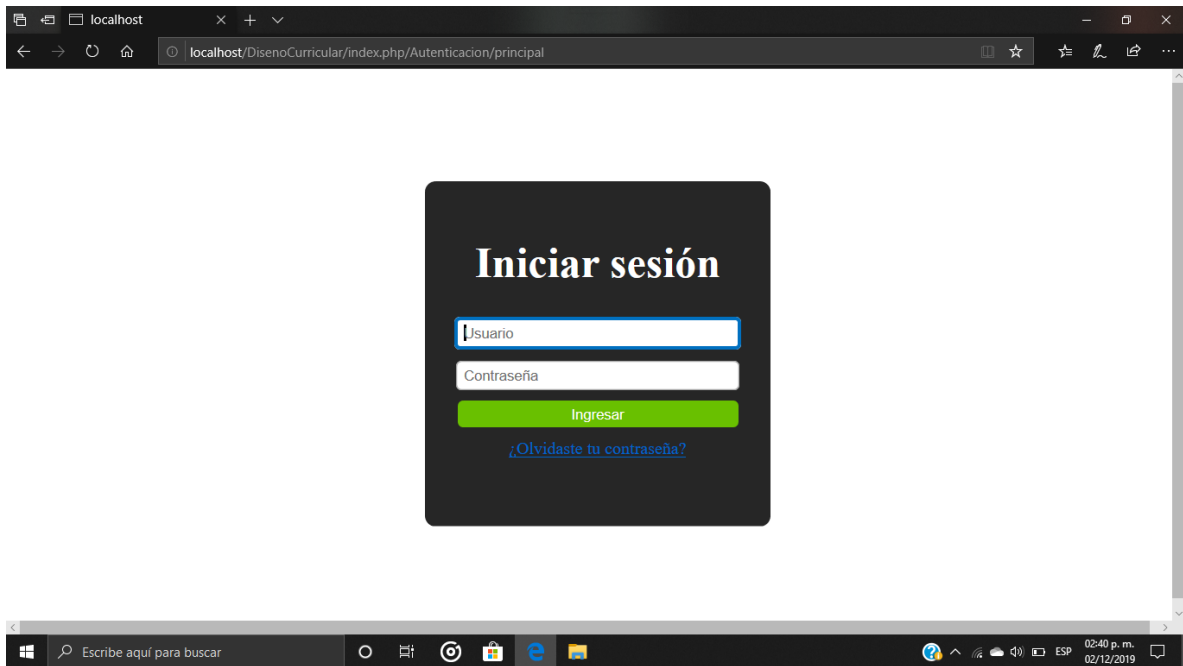 localhost
localhost/DisenoCurricular/index.php/Autenticacion/principal
Iniciar sesión
Usuario
Contraseña
Ingresar
¿Olvidaste tu contraseña?
Escribe aquí para buscar
ESP
02:40 p. m.
02/12/2019